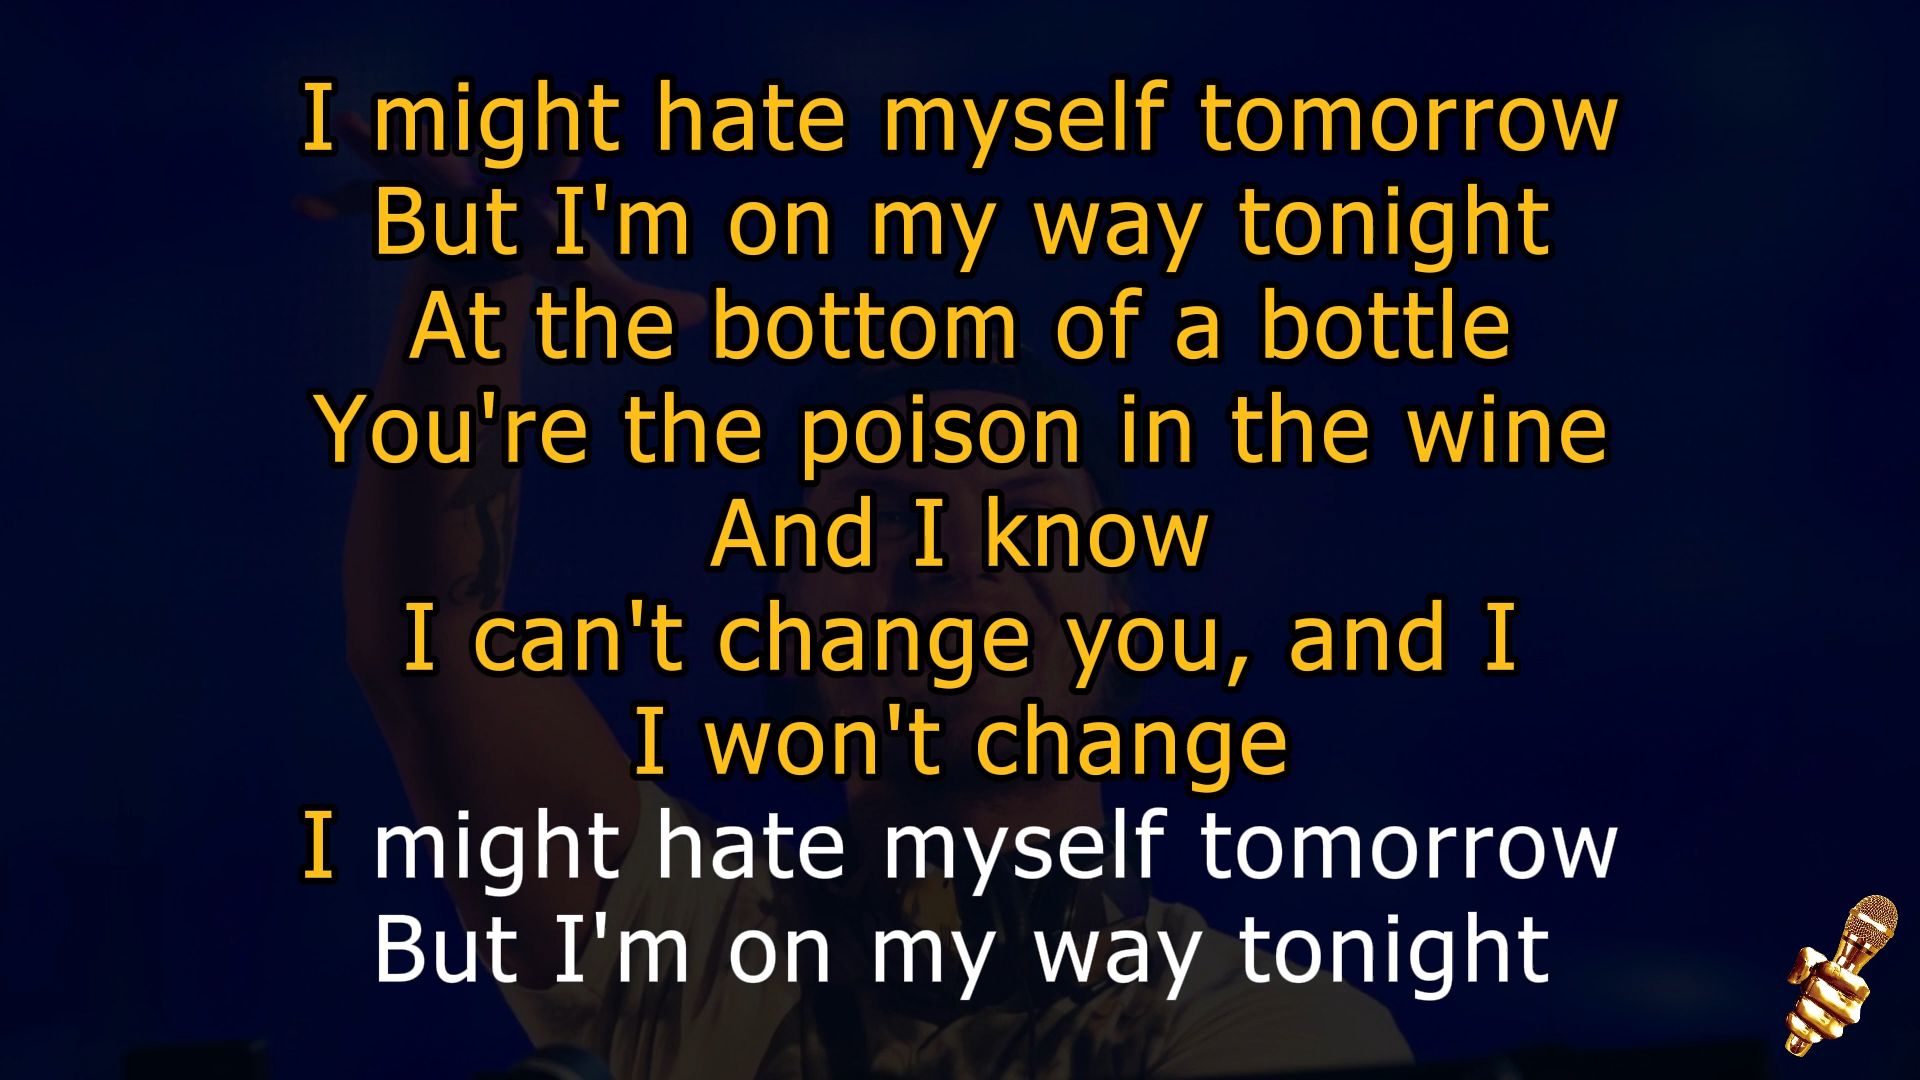 I might hate myself tomorrow
But I'm on my way tonight
At the bottom of a bottle
You're the poison in the wine
And I know
I can't change you, and I
I won't change
I might hate myself tomorrow
But I'm on my way tonight